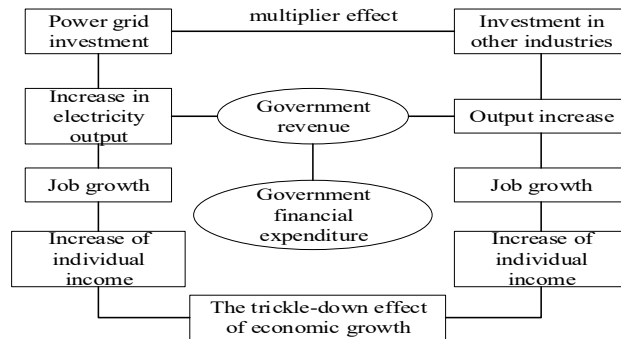 Power grid
investment
multiplier effect
Investment in
other industries
Increase in
electricity
output
Government
revenue
Output increase
Job growth
Government
financial
expenditure
Job growth
Increase of
individual
income
Increase of
individual
income
The trickle-down effect
of economic growth